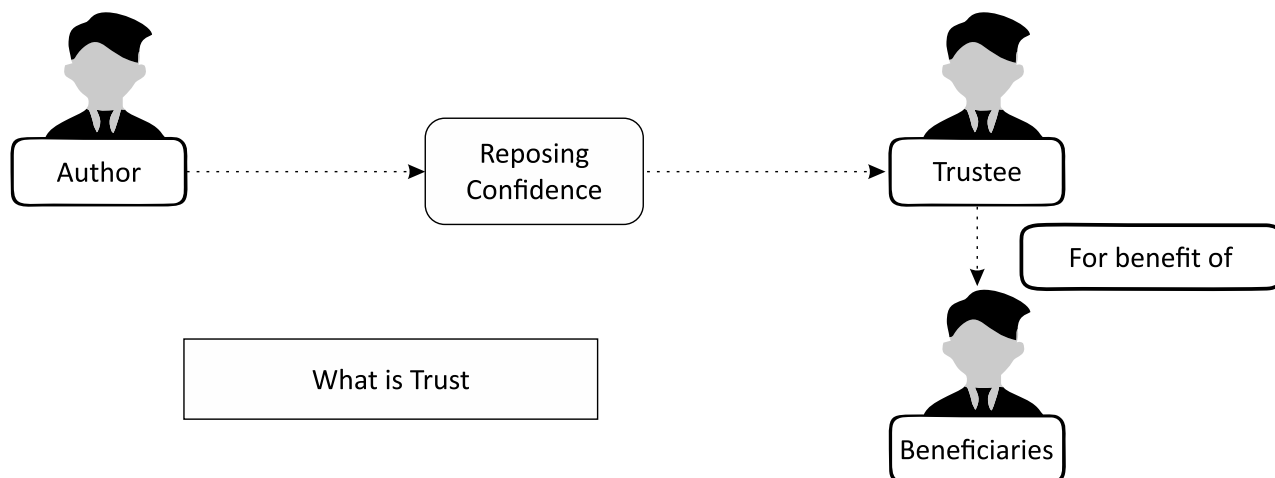 Author
Reposing
Confidence
Trustee
For benefit of
What is Trust
Beneficiaries